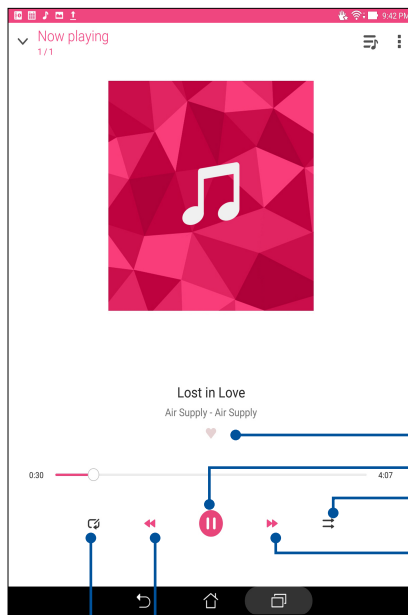 9:42 PM
Now playing
1/1
Lost in Love
Air Supply - Air Supply
0:30
4:07